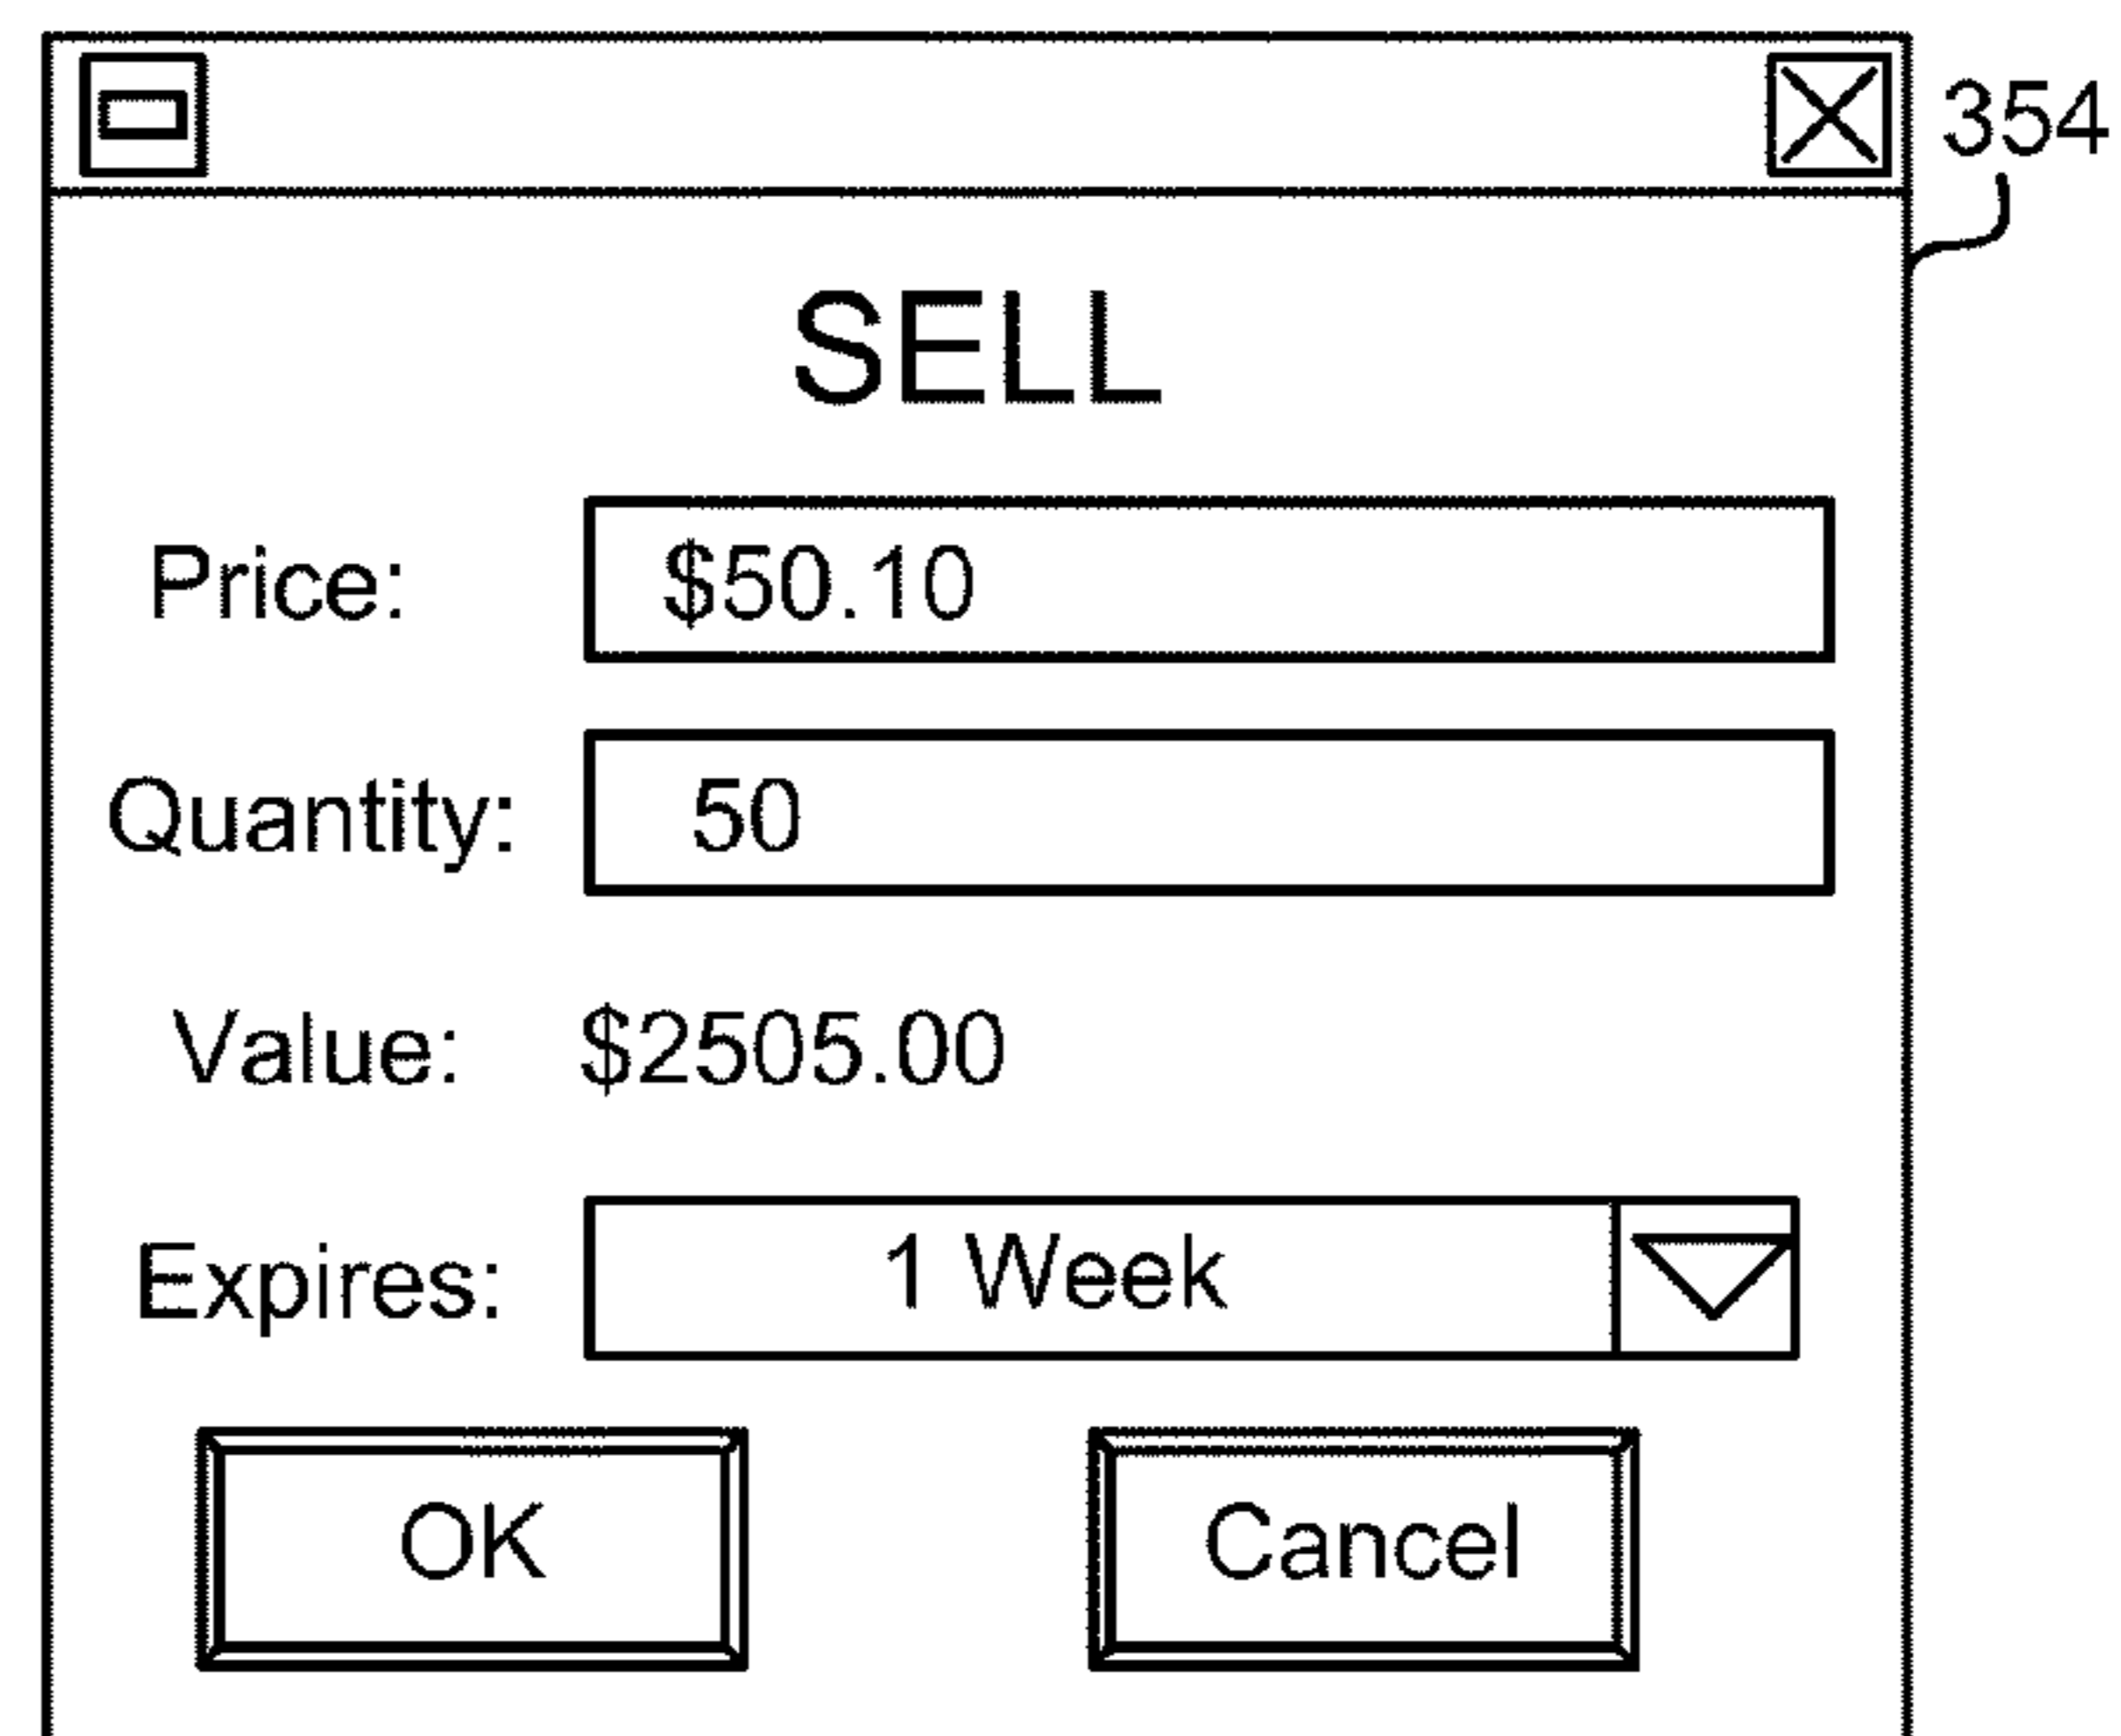 354
SELL
Price: $50.10
Quantity: 50
Value: $2505.00
Expires: 1 Week
OK Cancel